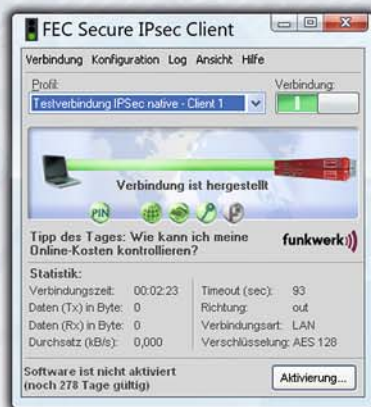 FEC Secure IPsec Client
Verbindung Konfiguration Log Ansicht Hilfe
Profil: Verbindung:
Testverbindung IPSec native - Client 1
Verbindung ist hergestellt
PIN
Tipp des Tages: Wie kann ich meine
Online-Kosten kontrollieren?
funkwerk
Statistik:
Verbindungszeit: 00:02:23 Timeout (sec): 93
Daten (Tx) in Byte: 0 Richtung: out
Daten (Rx) in Byte: 0 Verbindungsart: LAN
Durchsatz (kB/s): 0,000 Verschlüsselung: AES 128
Software ist nicht aktiviert
(noch 278 Tage gültig)
Aktivierung...